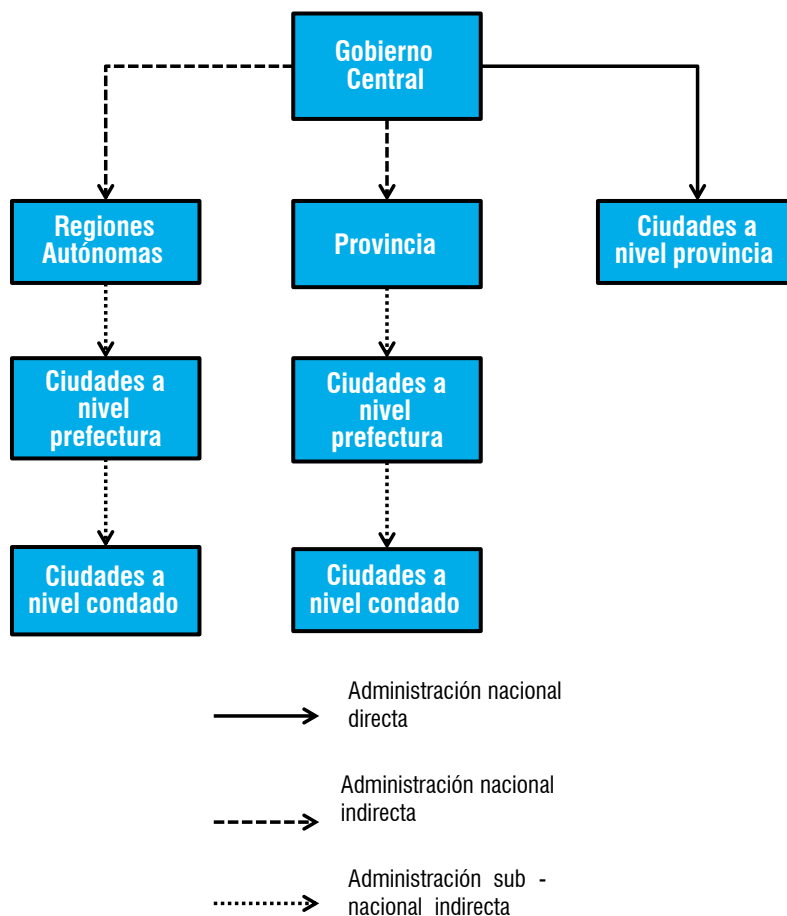 Gobierno
Central
Regiones
Autónomas
Provincia
Ciudades a
nivel provincia
Ciudades a
nivel
prefectura
Ciudades a
nivel
prefectura
Ciudades a
nivel condado
Ciudades a
nivel condado
Administración nacional
directa
Administración nacional
indirecta
Administración sub -
nacional indirecta